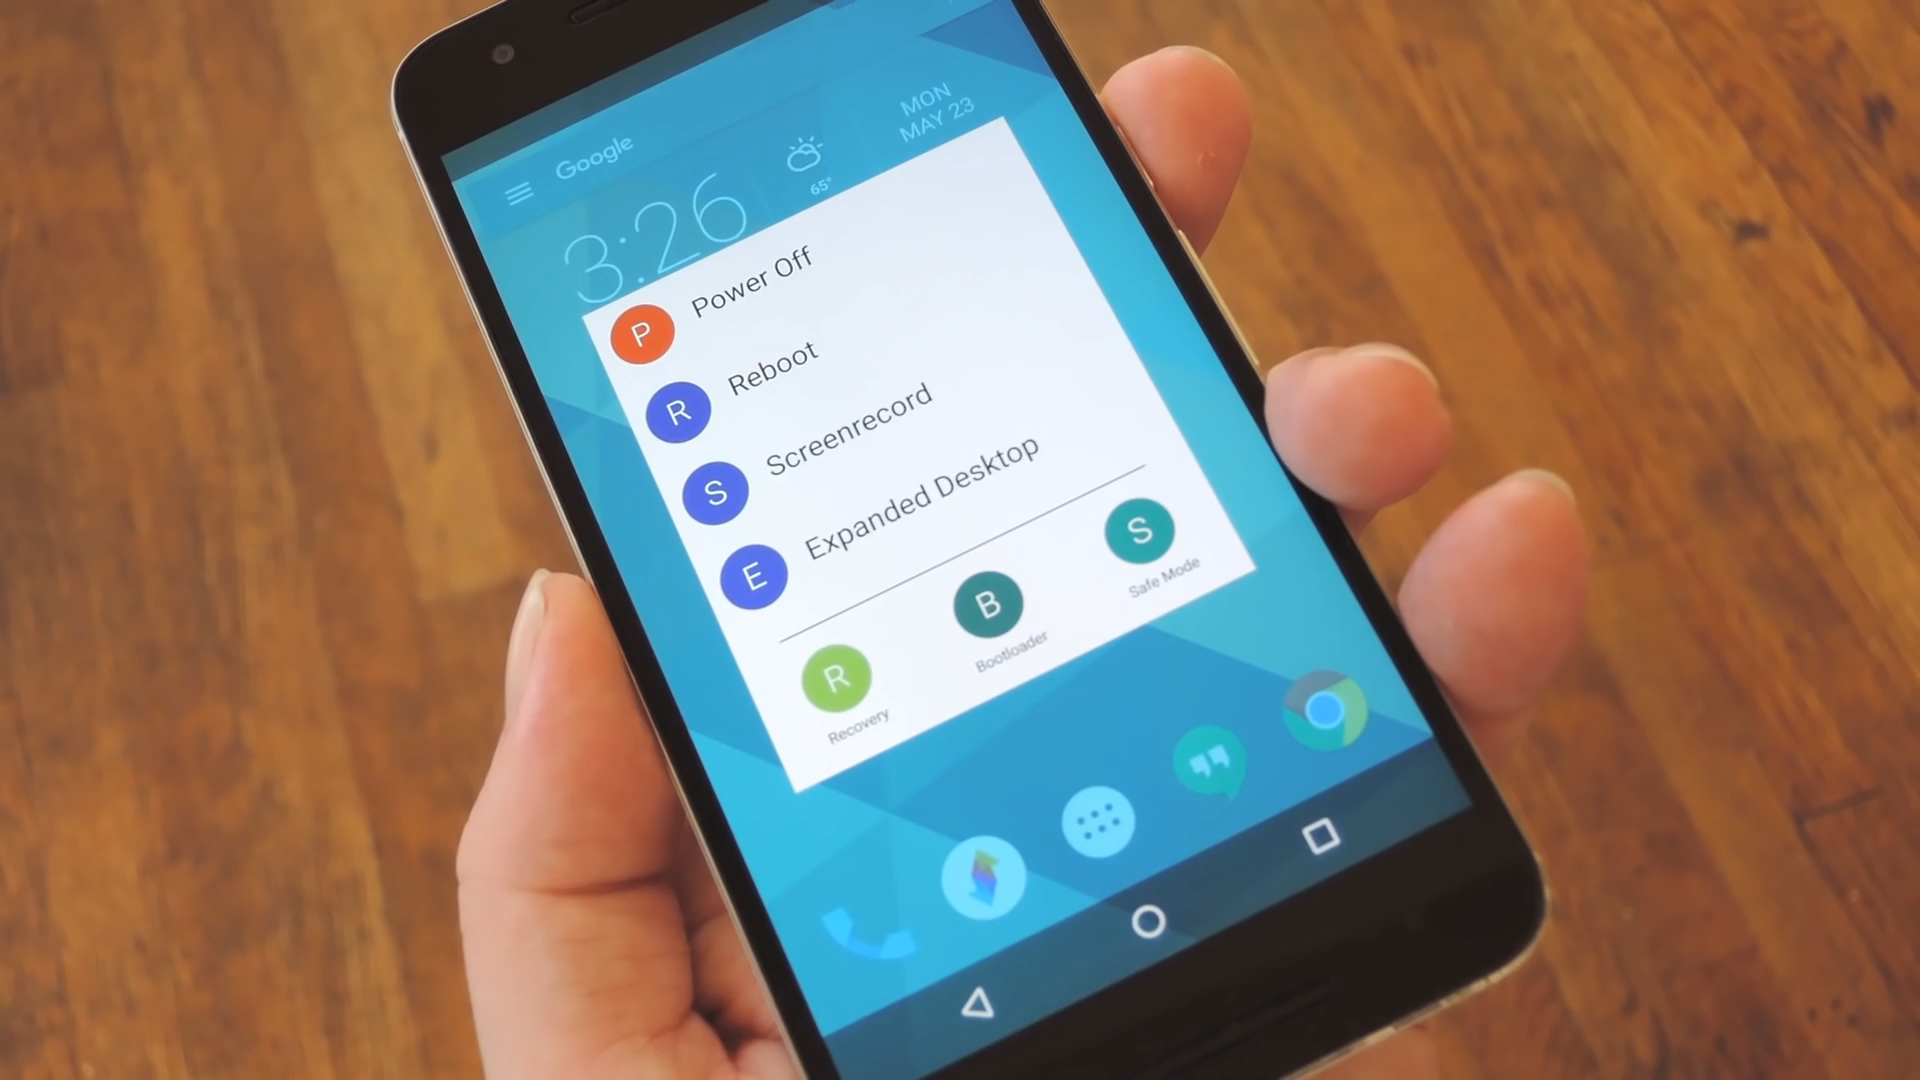 Google
MON
MAY 23
3:26
65°
P Power Off
R Reboot
S Screenrecord
E Expanded Desktop
R
Recovery
B
Bootloader
S
Safe Mode